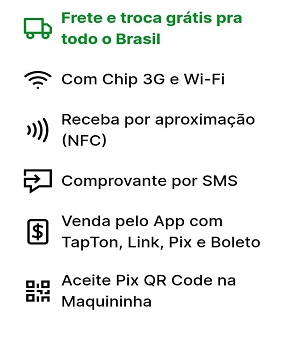 Frete e troca grátis pra
todo o Brasil
Com Chip 3G e Wi-Fi
Receba por aproximação
(NFC)
Comprovante por SMS
Venda pelo App com
TapTon, Link, Pix e Boleto
Aceite Pix QR Code na
Maquininha